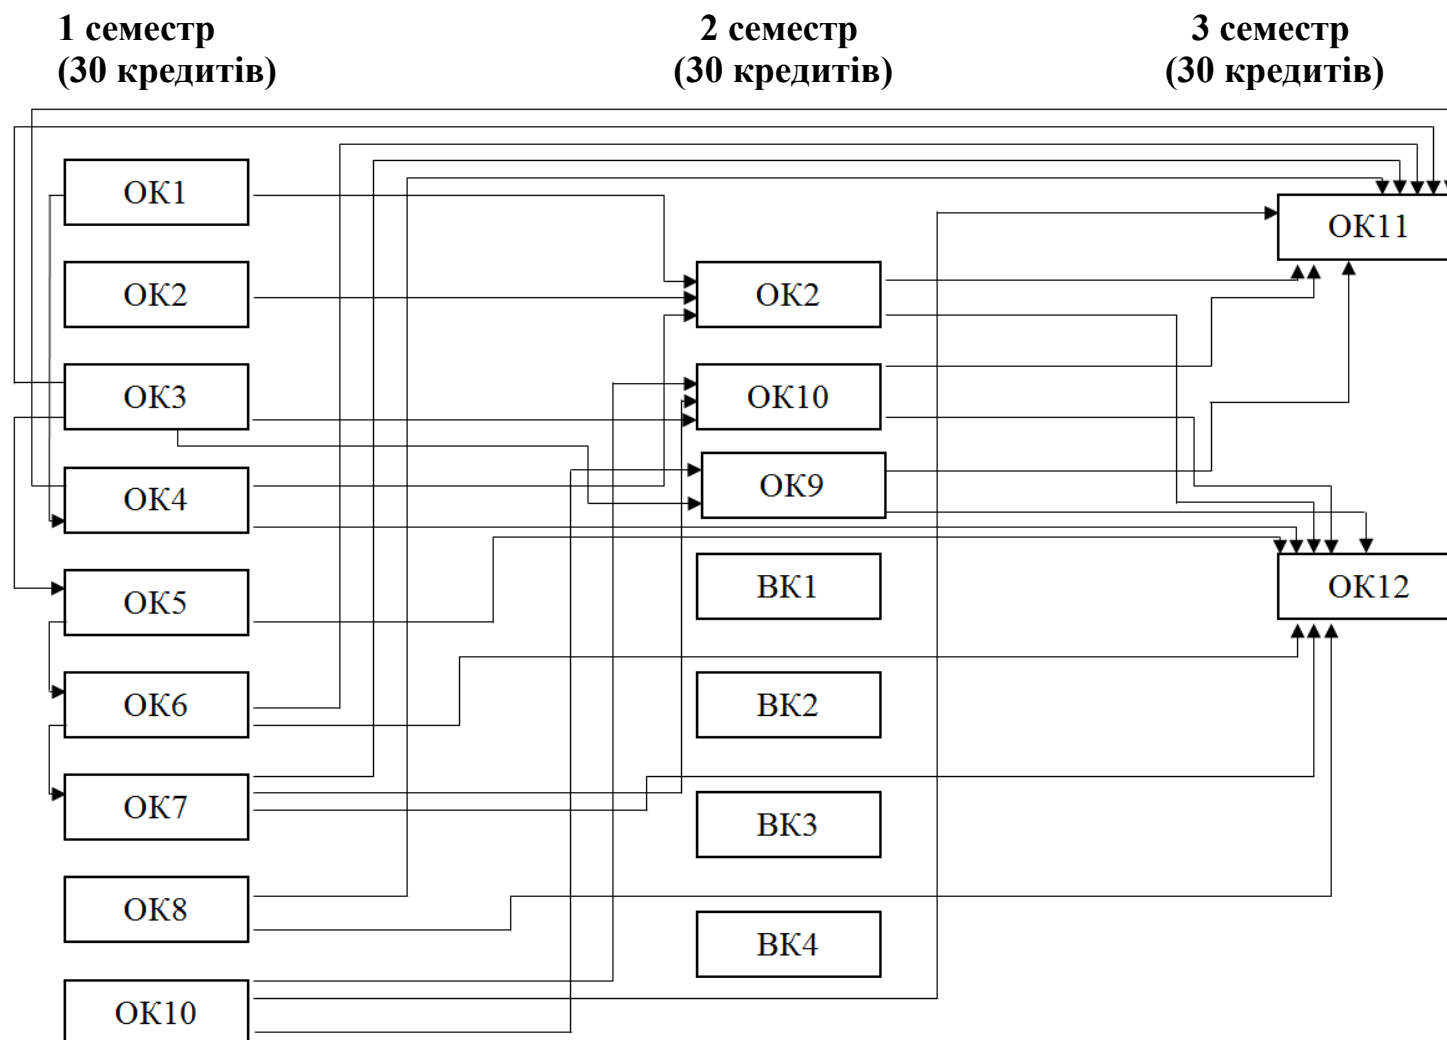 1 семестр
(30 кредитів)
2 семестр
(30 кредитів)
3 семестр
(30 кредитів)
ОК1
ОК2
ОК3
ОК4
ОК5
ОК6
ОК7
ОК8
ОК10
ОК2
ОК10
ОК9
ВК1
ВК2
ВК3
ВК4
ОК11
ОК12